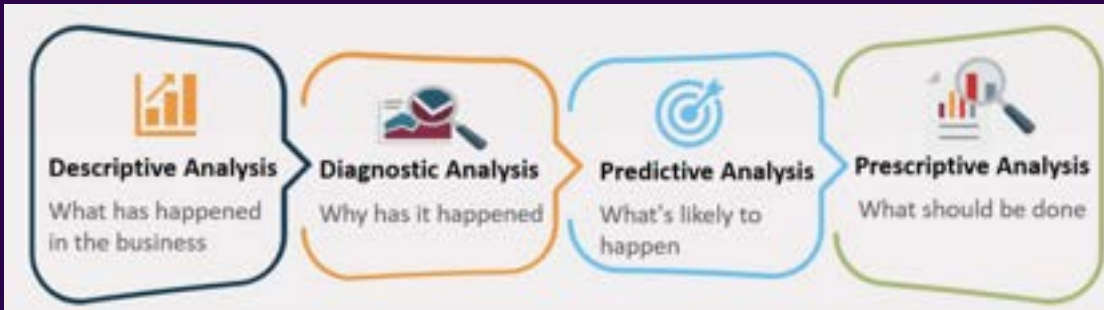 Descriptive Analysis
What has happened
in the business
Diagnostic Analysis
Why has it happened
Predictive Analysis
What's likely to
happen
Prescriptive Analysis
What should be done